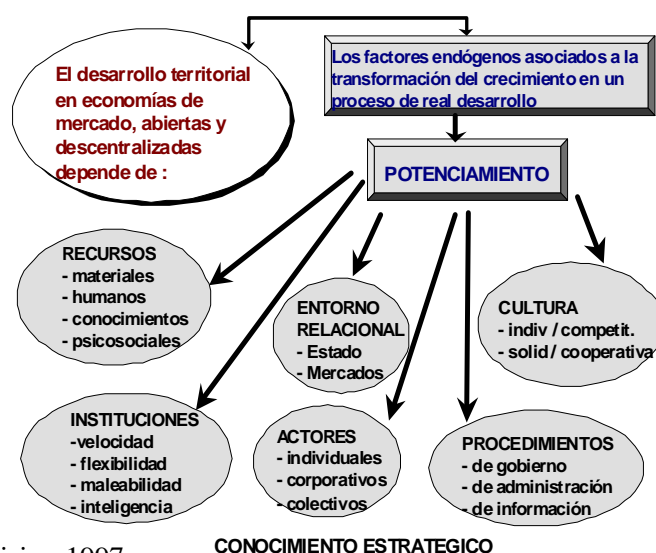 El desarrollo territorial
en economías de
mercado, abiertas y
descentralizadas
depende de :
Los factores endógenos asociados a la
transformación del crecimiento en un
proceso de real desarrollo
POTENCIAMIENTO
RECURSOS
- materiales
- humanos
- conocimientos
- psicosociales
ENTORNO
RELACIONAL
- Estado
- Mercados
CULTURA
- indiv / competit.
- solid / cooperativa
INSTITUCIONES
-velocidad
- flexibilidad
- maleabilidad
- inteligencia
ACTORES
- individuales
- corporativos
- colectivos
PROCEDIMIENTOS
- de gobierno
- de administración
- de información
1997
CONOCIMIENTO ESTRATEGICO